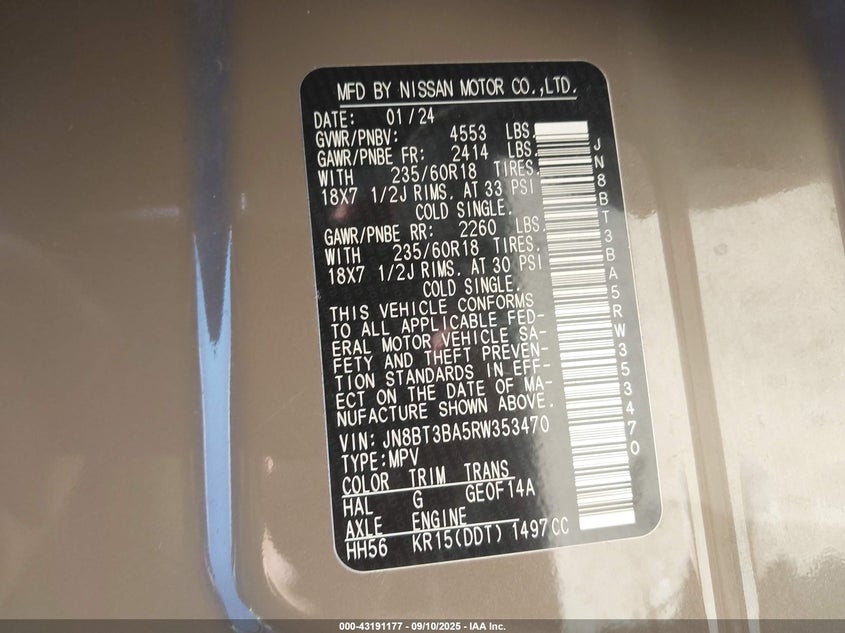 MFD BY NISSAN MOTOR CO.,LTD.
DATE: 01/24
GVWR/PNBV: 4553 LBS.
GAWR/PNBE FR: 2414 LBS.
WITH 235/60R18 TIRES.
18X7 1/2J RIMS. AT 33 PSI
COLD SINGLE.
GAWR/PNBE RR: 2260 LBS.
WITH 235/60R18 TIRES.
18X7 1/2J RIMS. AT 30 PSI
COLD SINGLE.
THIS VEHICLE CONFORMS
TO ALL APPLICABLE FED-
ERAL MOTOR VEHICLE SA-
FETY AND THEFT PREVEN-
TION STANDARDS IN EFF-
ECT ON THE DATE OF MA-
NUFACTURE SHOWN ABOVE.
VIN: JN8BT3BA5RW353470
TYPE:MPV
COLOR TRIM TRANS
HAL G GE0F14A
AXLE ENGINE
HH56 KR15(DDT) 1497CC
JN8BT3BA5RW353470
000-43191177 - 09/10/2025 - IAA Inc.